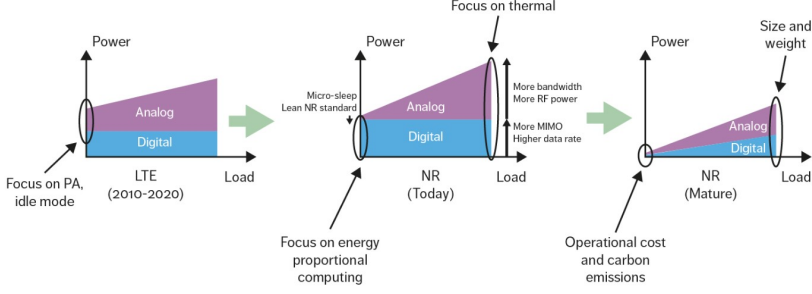 Power
Analog
Digital
Load
LTE
(2010-2020)
Focus on PA,
idle mode
Focus on thermal
Power
Micro-sleep
Lean NR standard
Analog
Digital
More bandwidth
More RF power
More MIMO
Higher data rate
Load
NR
(Today)
Focus on energy
proportional
computing
Size and
weight
Power
Analog
Digital
Load
NR
(Mature)
Operational cost
and carbon
emissions